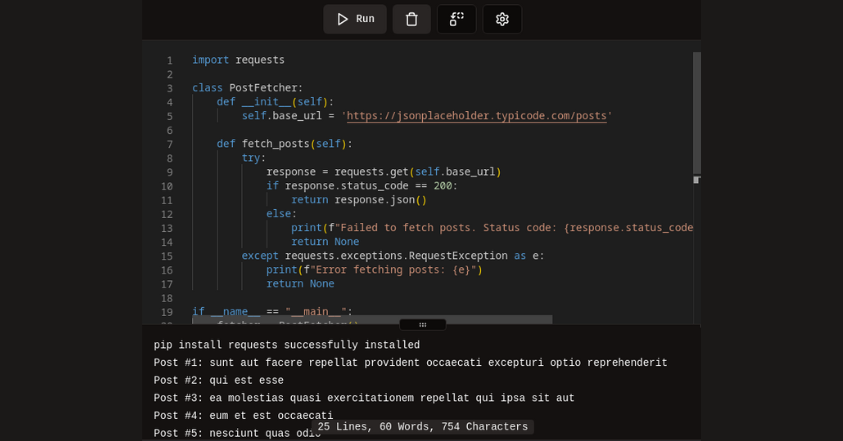 Run
1 import requests
2
3 class PostFetcher:
4     def __init__(self):
5         self.base_url = 'https://jsonplaceholder.typicode.com/posts'
6
7     def fetch_posts(self):
8         try:
9             response = requests.get(self.base_url)
10             if response.status_code == 200:
11                 return response.json()
12             else:
13                 print(f"Failed to fetch posts. Status code: {response.status_code
14                 return None
15         except requests.exceptions.RequestException as e:
16             print(f"Error fetching posts: {e}")
17             return None
18
19 if __name__ == "__main__":
20     fetcher = PostFetcher()
pip install requests successfully installed
Post #1: sunt aut facere repellat provident occaecati excepturi optio reprehenderit
Post #2: qui est esse
Post #3: ea molestias quasi exercitationem repellat qui ipsa sit aut
Post #4: eum et est occaecati
Post #5: nesciunt quas odio
25 Lines, 60 Words, 754 Characters